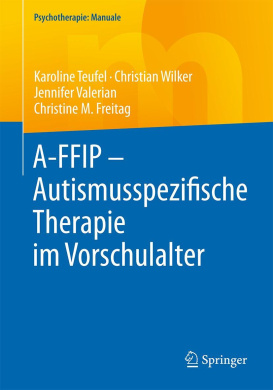 Psychotherapie: Manuale
Karoline Teufel · Christian Wilker
Jennifer Valerian
Christine M. Freitag
A-FFIP –
Autismusspezifische
Therapie
im Vorschulalter
Springer